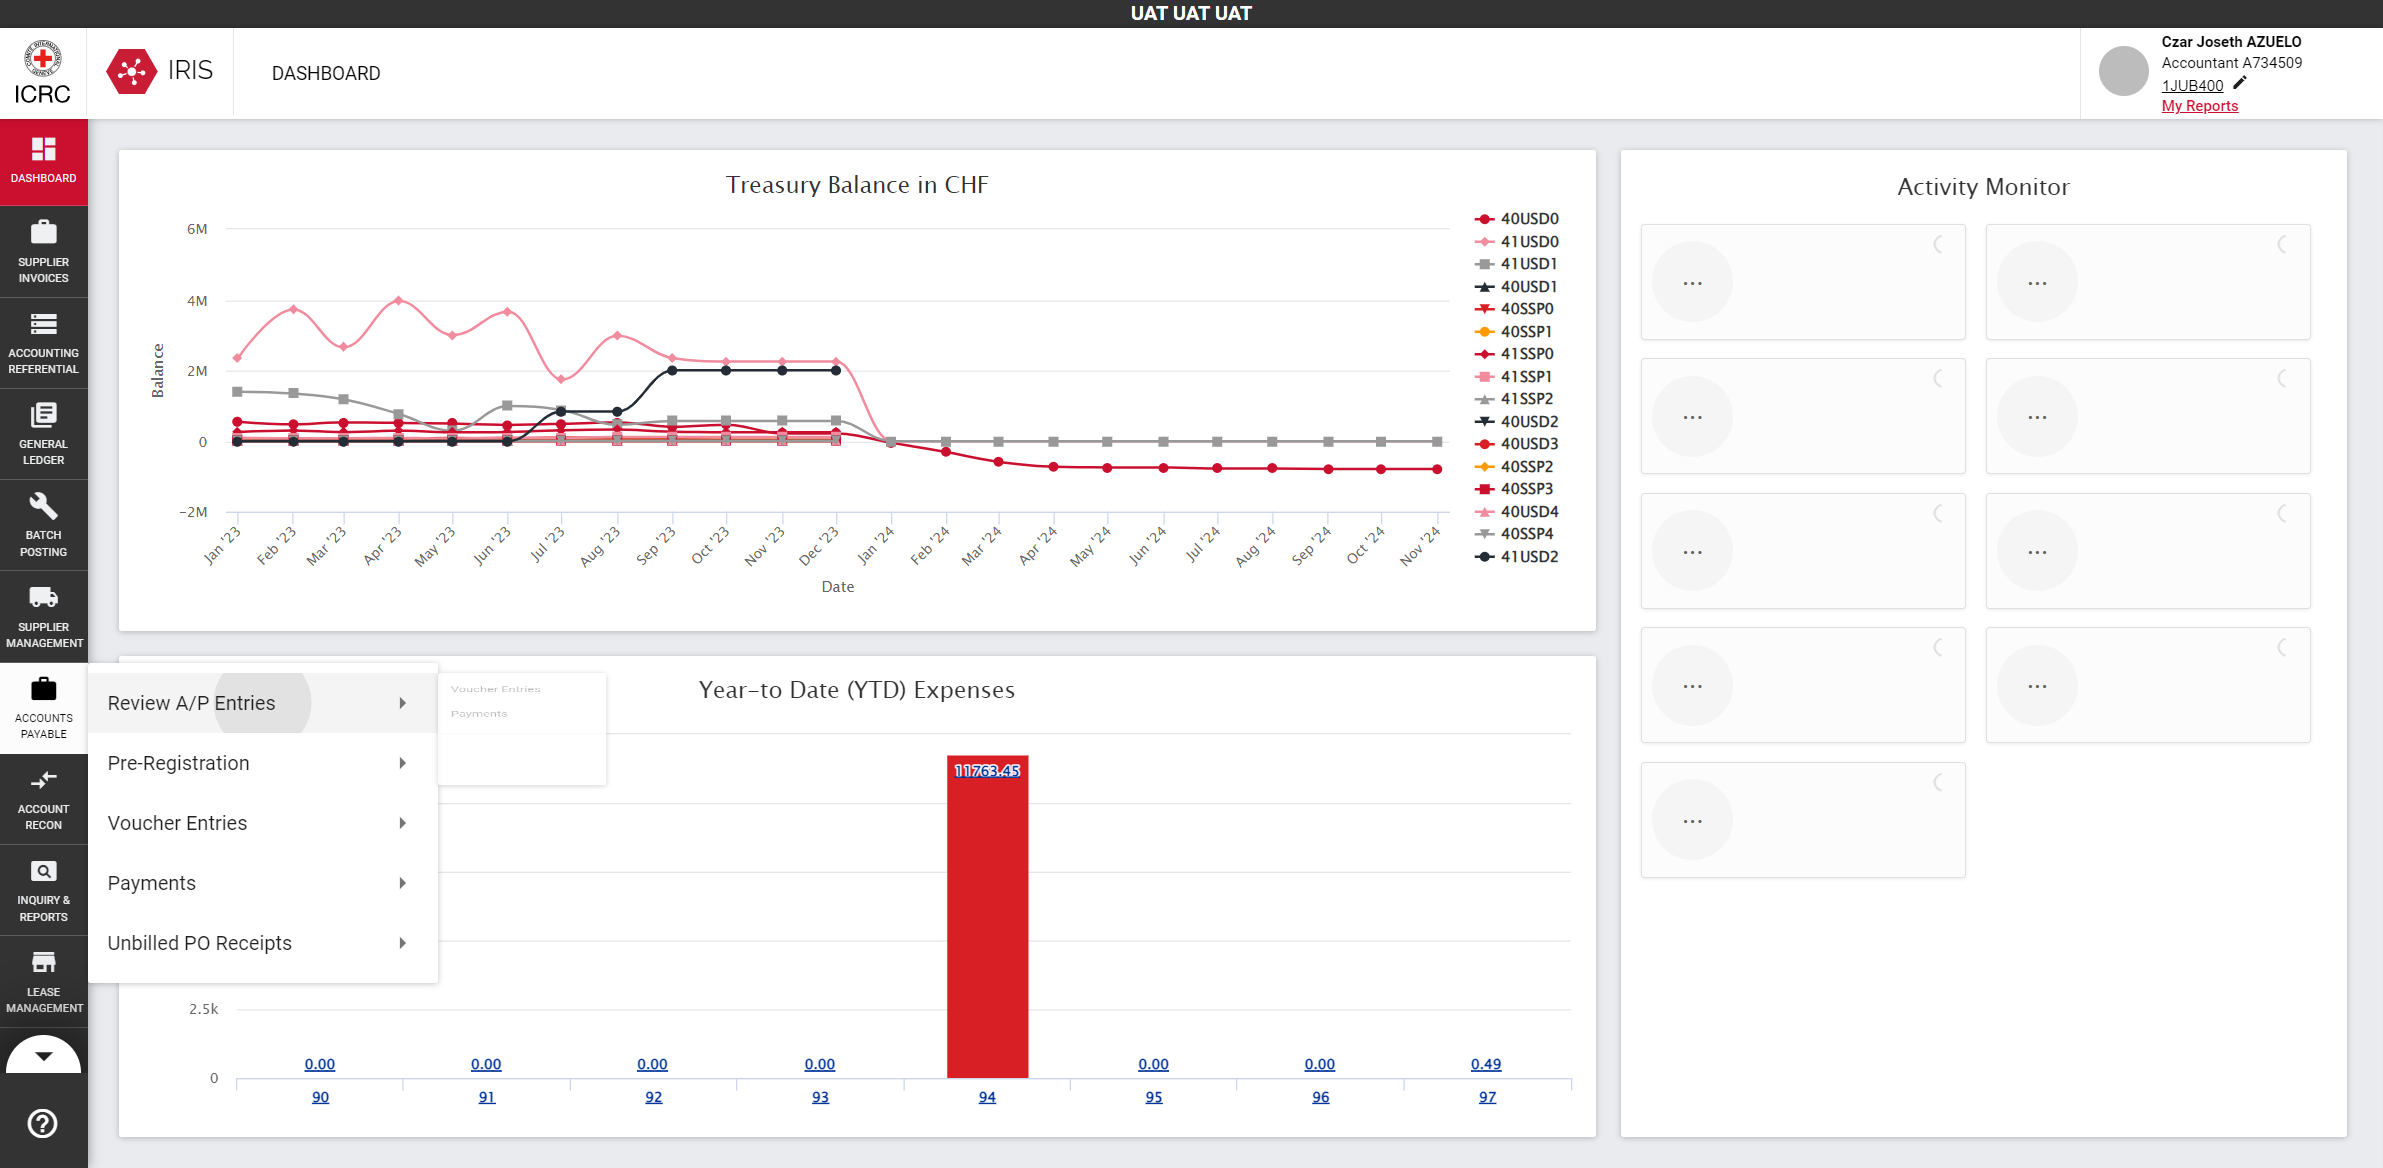 UAT UAT UAT
ICRC
IRIS
DASHBOARD
Czar Joseth AZUELO
Accountant A734509
1JUB400
My Reports
DASHBOARD
SUPPLIER
INVOICES
ACCOUNTING
REFERENTIAL
GENERAL
LEDGER
BATCH
POSTING
SUPPLIER
MANAGEMENT
ACCOUNTS
PAYABLE
ACCOUNT
RECON
INQUIRY &
REPORTS
LEASE
MANAGEMENT
Treasury Balance in CHF
6M
4M
2M
0
-2M
Balance
Jan '23
Feb '23
Mar '23
Apr '23
May '23
Jun '23
Jul '23
Aug '23
Sep '23
Oct '23
Nov '23
Dec '23
Jan '24
Feb '24
Mar '24
Apr '24
May '24
Jun '24
Jul '24
Aug '24
Sep '24
Oct '24
Nov '24
Date
40USD0
41USD0
41USD1
40USD1
40SSP0
40SSP1
41SSP0
41SSP1
41SSP2
40USD2
40USD3
40SSP2
40SSP3
40USD4
40SSP4
41USD2
Activity Monitor
...
...
...
...
...
...
...
...
...
Review A/P Entries
Pre-Registration
Voucher Entries
Payments
Unbilled PO Receipts
Voucher Entries
Payments
Year-to Date (YTD) Expenses
2.5k
0
0.00
0.00
0.00
0.00
11763.45
0.00
0.00
0.49
90
91
92
93
94
95
96
97